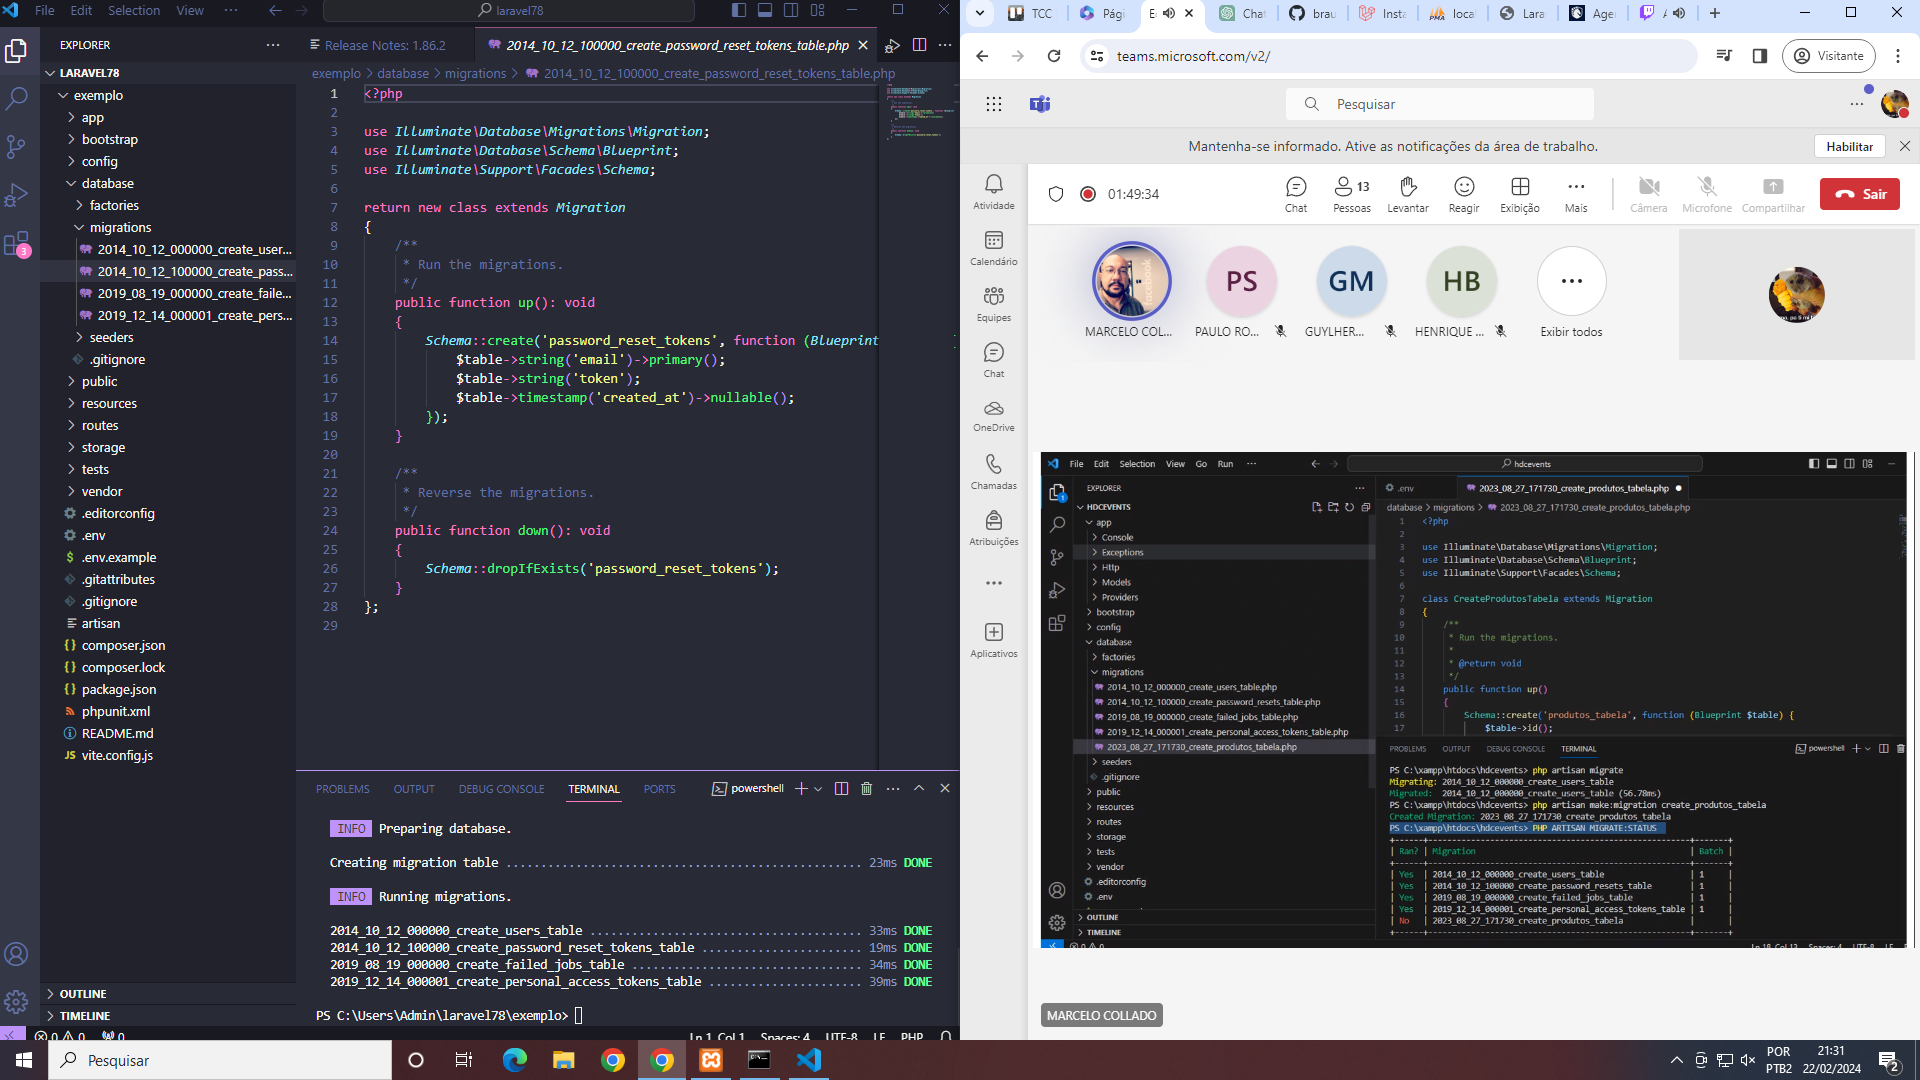 File Edit Selection View ··· laravel78
EXPLORER
LARAVEL78
exemplo
app
bootstrap
config
database
factories
migrations
2014_10_12_000000_create_user...
2014_10_12_100000_create_pass...
2019_08_19_000000_create_faile...
2019_12_14_000001_create_pers...
seeders
.gitignore
public
resources
routes
storage
tests
vendor
.editorconfig
.env
.env.example
.gitattributes
.gitignore
artisan
composer.json
composer.lock
package.json
phpunit.xml
README.md
vite.config.js
OUTLINE
TIMELINE
3
Release Notes: 1.86.2
2014_10_12_100000_create_password_reset_tokens_table.php
exemplo > database > migrations > 2014_10_12_100000_create_password_reset_tokens_table.php
1 <?php
2
3 use Illuminate\Database\Migrations\Migration;
4 use Illuminate\Database\Schema\Blueprint;
5 use Illuminate\Support\Facades\Schema;
6
7 return new class extends Migration
8 {
9 /**
10 * Run the migrations.
11 */
12 public function up(): void
13 {
14 Schema::create('password_reset_tokens', function (Blueprint
15 $table->string('email')->primary();
16 $table->string('token');
17 $table->timestamp('created_at')->nullable();
18 });
19 }
20
21 /**
22 * Reverse the migrations.
23 */
24 public function down(): void
25 {
26 Schema::dropIfExists('password_reset_tokens');
27 }
28 };
29
PROBLEMS OUTPUT DEBUG CONSOLE TERMINAL PORTS powershell
INFO Preparing database.
Creating migration table ................................................ 23ms DONE
INFO Running migrations.
2014_10_12_000000_create_users_table .................................... 33ms DONE
2014_10_12_100000_create_password_reset_tokens_table .................... 19ms DONE
2019_08_19_000000_create_failed_jobs_table .............................. 34ms DONE
2019_12_14_000001_create_personal_access_tokens_table ................... 39ms DONE
PS C:\Users\Admin\laravel78\exemplo>
0 0 0 Ln 1, Col 1 Spaces: 4 UTF-8 LF PHP
TCC Pági Chat brau Insta local Lara Age
teams.microsoft.com/v2/
Visitante
Pesquisar
Mantenha-se informado. Ative as notificações da área de trabalho.
Habilitar
Atividade
Calendário
Equipes
Chat
OneDrive
Chamadas
Atribuições
Aplicativos
01:49:34
Chat
13
Pessoas
Levantar
Reagir
Exibição
Mais
Câmera
Microfone
Compartilhar
Sair
PS GM HB
MARCELO COL... PAULO RO... GUYLHER... HENRIQUE ... Exibir todos
File Edit Selection View Go Run ··· hdcevents
EXPLORER
HDCEVENTS
app
Console
Exceptions
Http
Models
Providers
bootstrap
config
database
factories
migrations
2014_10_12_000000_create_users_table.php
2014_10_12_100000_create_password_resets_table.php
2019_08_19_000000_create_failed_jobs_table.php
2019_12_14_000001_create_personal_access_tokens_table.php
2023_08_27_171730_create_produtos_tabela.php
seeders
.gitignore
public
resources
routes
storage
tests
vendor
.editorconfig
.env
OUTLINE
TIMELINE
.env
2023_08_27_171730_create_produtos_tabela.php
database > migrations > 2023_08_27_171730_create_produtos_tabela.php
1 <?php
2
3 use Illuminate\Database\Migrations\Migration;
4 use Illuminate\Database\Schema\Blueprint;
5 use Illuminate\Support\Facades\Schema;
6
7 class CreateProdutosTabela extends Migration
8 {
9 /**
10 * Run the migrations.
11 *
12 * @return void
13 */
14 public function up()
15 {
16 Schema::create('produtos_tabela', function (Blueprint $table) {
17 $table->id();
PROBLEMS OUTPUT DEBUG CONSOLE TERMINAL powershell
PS C:\xampp\htdocs\hdcevents> php artisan migrate
Migrating: 2014_10_12_000000_create_users_table
Migrated: 2014_10_12_000000_create_users_table (56.78ms)
PS C:\xampp\htdocs\hdcevents> php artisan make:migration create_produtos_tabela
Created Migration: 2023_08_27_171730_create_produtos_tabela
PS C:\xampp\htdocs\hdcevents> PHP ARTISAN MIGRATE:STATUS
| Ran? | Migration | Batch |
| Yes | 2014_10_12_000000_create_users_table | 1 |
| Yes | 2014_10_12_100000_create_password_resets_table | 1 |
| Yes | 2019_08_19_000000_create_failed_jobs_table | 1 |
| Yes | 2019_12_14_000001_create_personal_access_tokens_table | 1 |
| No | 2023_08_27_171730_create_produtos_tabela | |
MARCELO COLLADO
Pesquisar
POR
PTB2
21:31
22/02/2024
2